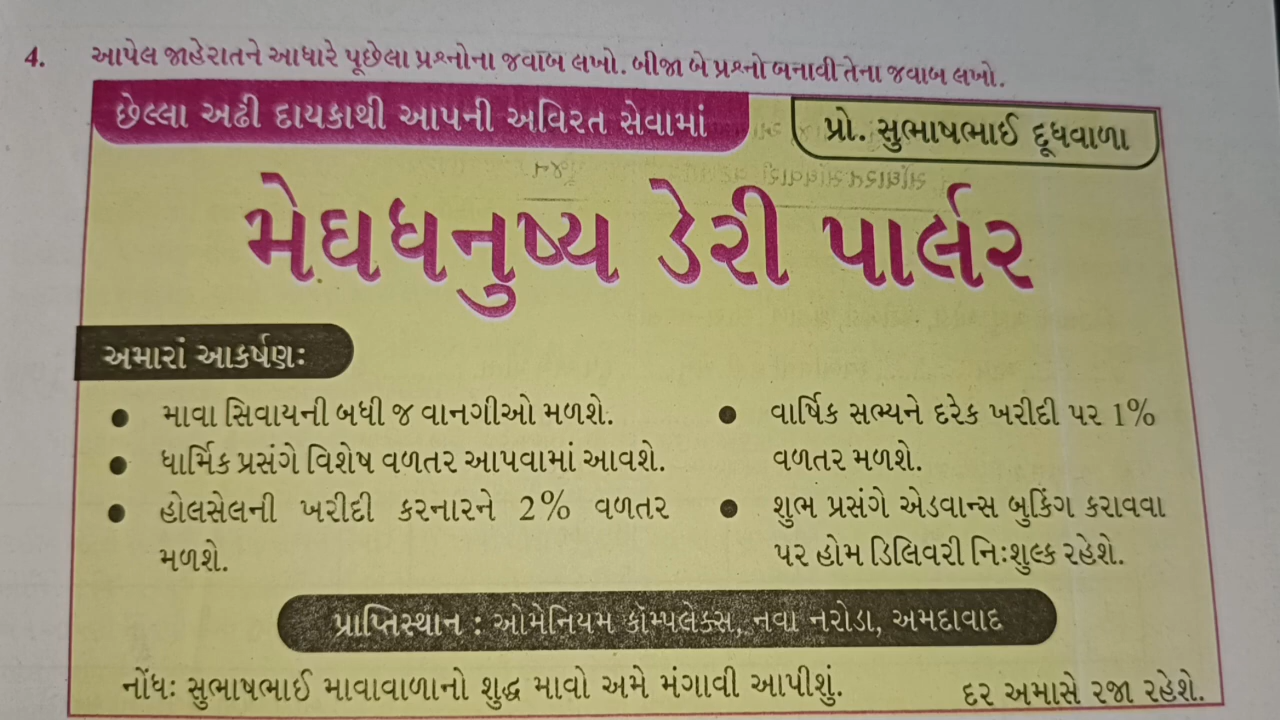 4. આપેલ જાહેરાતને આધારે પૂછેલા પ્રશ્નોના જવાબ લખો. બીજા બે પ્રશ્નો બનાવી તેના જવાબ લખો.
છેલ્લા અઢી દાયકાથી આપની અવિરત સેવામાં
પ્રો. સુભાષભાઈ દૂધવાળા
મેઘધનુષ્ય ડેરી પાર્લર
અમારાં આકર્ષણઃ
● માવા સિવાયની બધી જ વાનગીઓ મળશે.
● ધાર્મિક પ્રસંગે વિશેષ વળતર આપવામાં આવશે.
● હોલસેલની ખરીદી કરનારને 2% વળતર
મળશે.
● વાર્ષિક સભ્યને દરેક ખરીદી પર 1%
વળતર મળશે.
● શુભ પ્રસંગે એડવાન્સ બુકિંગ કરાવવા
પર હોમ ડિલિવરી નિઃશુલ્ક રહેશે.
પ્રાપ્તિસ્થાન : ઓમેનિયમ કૉમ્પલેક્સ, નવા નરોડા, અમદાવાદ
નોંધઃ સુભાષભાઈ માવાવાળાનો શુદ્ધ માવો અમે મંગાવી આપીશું.
દર અમાસે રજા રહેશે.